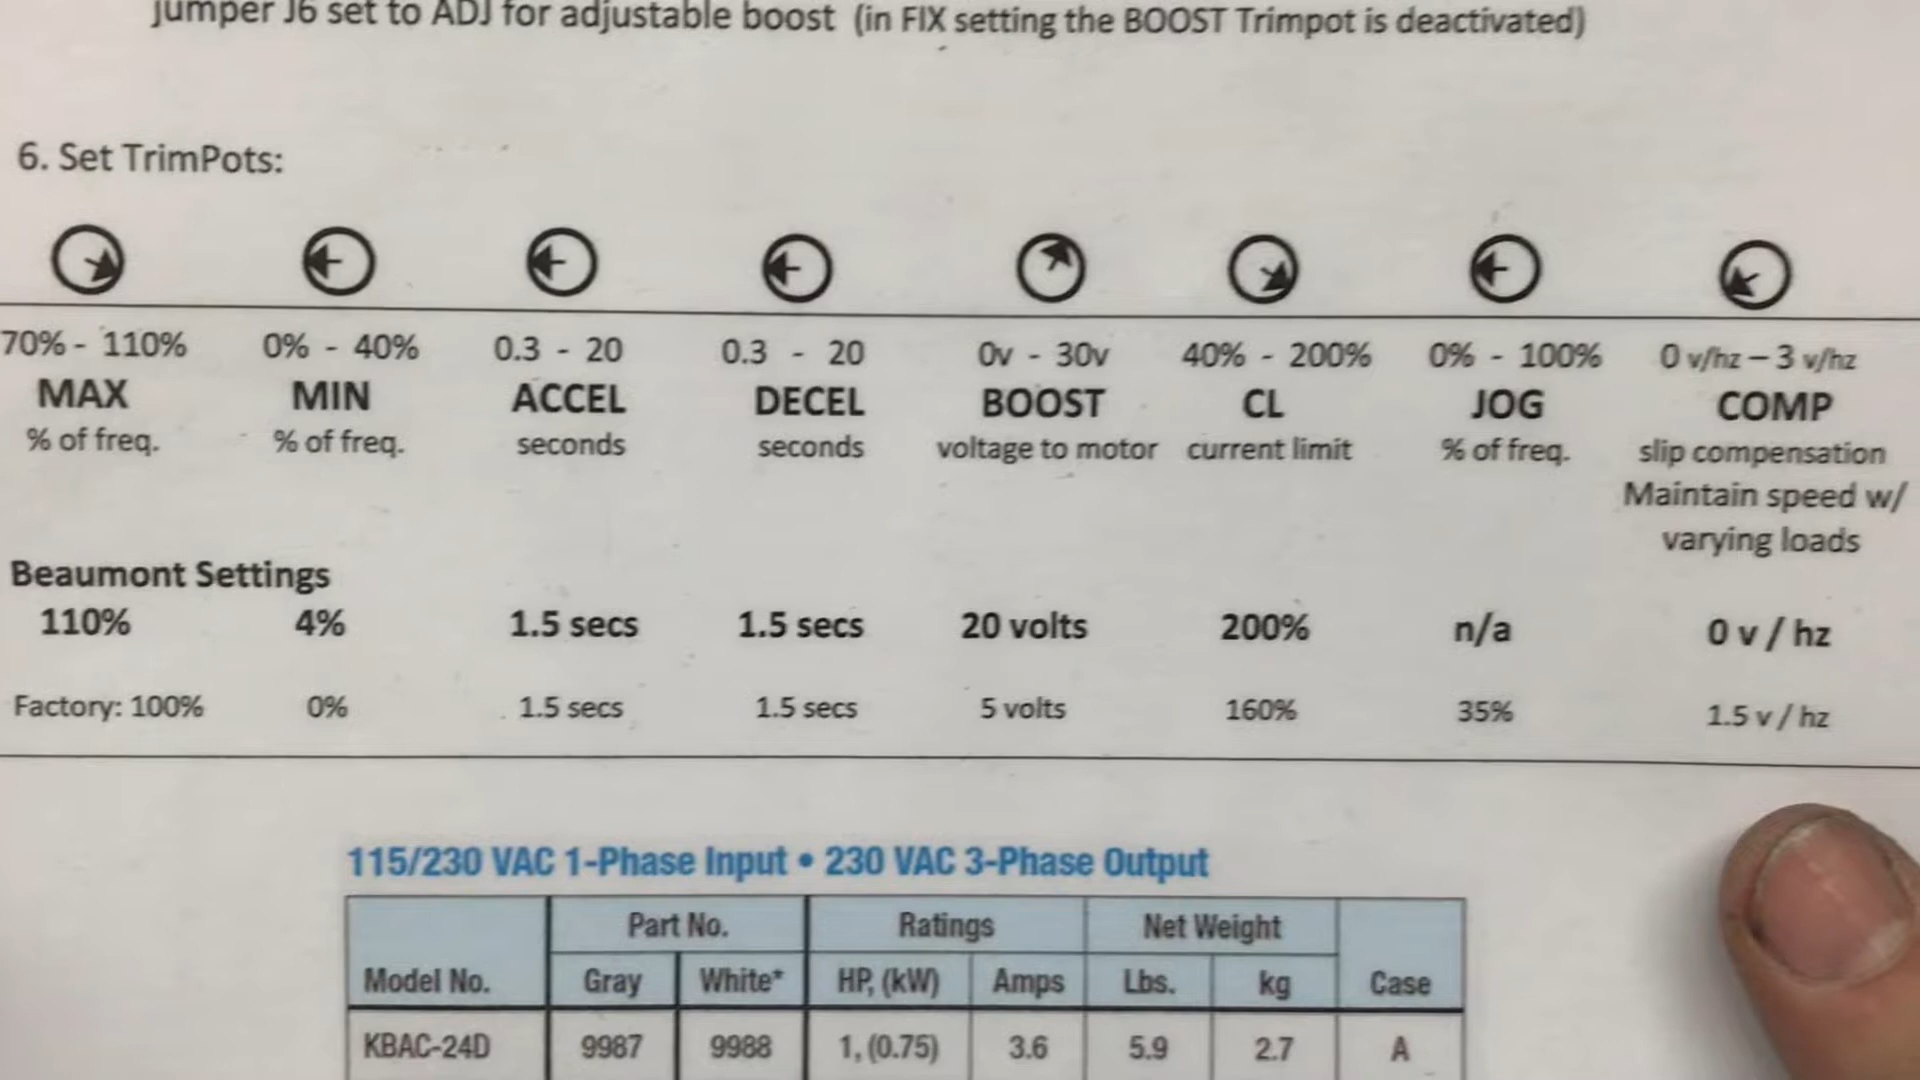 jumper J6 set to ADJ for adjustable boost (in FIX setting the BOOST Trimpot is deactivated)
6. Set TrimPots:
70% - 110% 0% - 40% 0.3 - 20 0.3 - 20 0v - 30v 40% - 200% 0% - 100% 0 v/hz – 3 v/hz
MAX MIN ACCEL DECEL BOOST CL JOG COMP
% of freq. % of freq. seconds seconds voltage to motor current limit % of freq. slip compensation
Maintain speed w/
varying loads
Beaumont Settings
110% 4% 1.5 secs 1.5 secs 20 volts 200% n/a 0 v / hz
Factory: 100% 0% 1.5 secs 1.5 secs 5 volts 160% 35% 1.5 v / hz
115/230 VAC 1-Phase Input • 230 VAC 3-Phase Output
Part No. Ratings Net Weight
Model No. Gray White* HP, (kW) Amps Lbs. kg Case
KBAC-24D 9987 9988 1, (0.75) 3.6 5.9 2.7 A